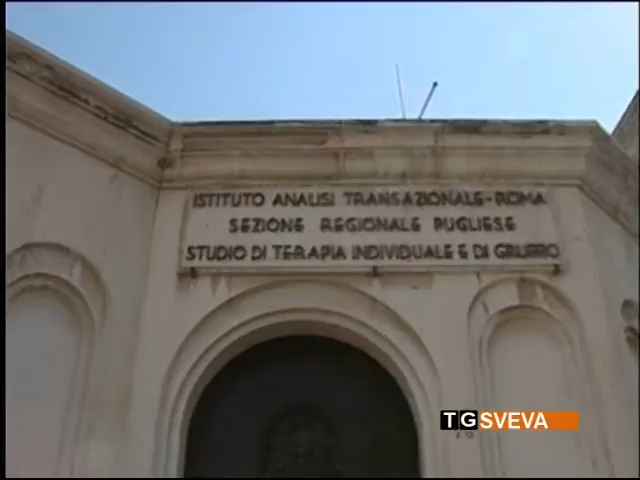 ISTITUTO ANALISI TRANSAZIONALE-ROMA
SEZIONE REGIONALE PUGLIESE
STUDIO DI TERAPIA INDIVIDUALE E DI GRUPPO
TGSVEVA